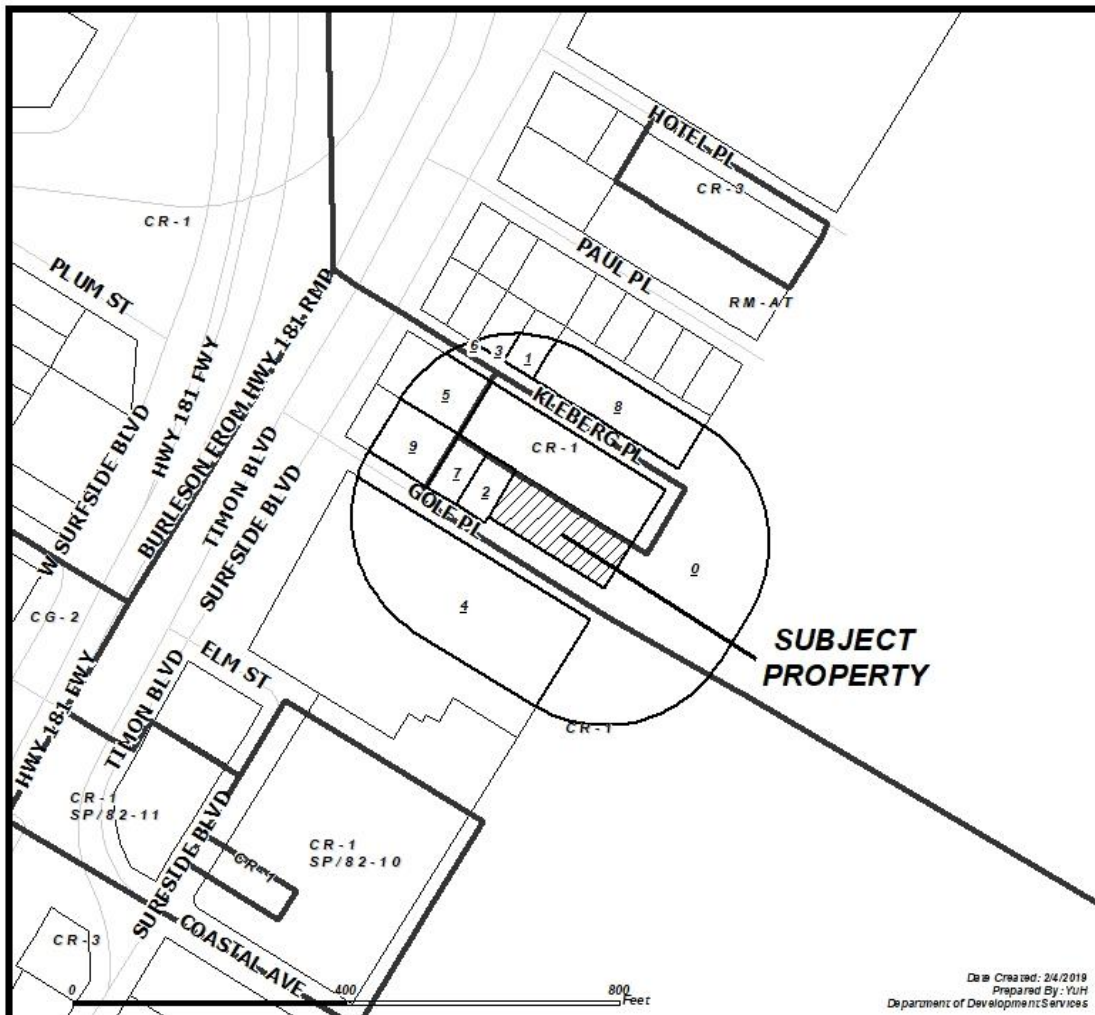 HOTEL PL
CR-3
CR-1
PLUM ST
PAUL PL
RM-AT
BURLESON FROM HWY 181 RMP
HWY 181 FWY
W SURFSIDE BLVD
TIMON BLVD
SURFSIDE BLVD
6
3
1
5
8
KLEBERG PL
CR-1
9
7
2
GOLF PL
0
4
SUBJECT
PROPERTY
CG-2
ELM ST
HWY 181 FWY
TIMON BLVD
CR-1
CR-1
SP/82-11
CR-1
SP/82-10
SURFSIDE BLVD
CR-1
COASTAL AVE
CR-3
0
400
800
Feet
Date Created: 2/4/2019
Prepared By: YuH
Department of Development Services